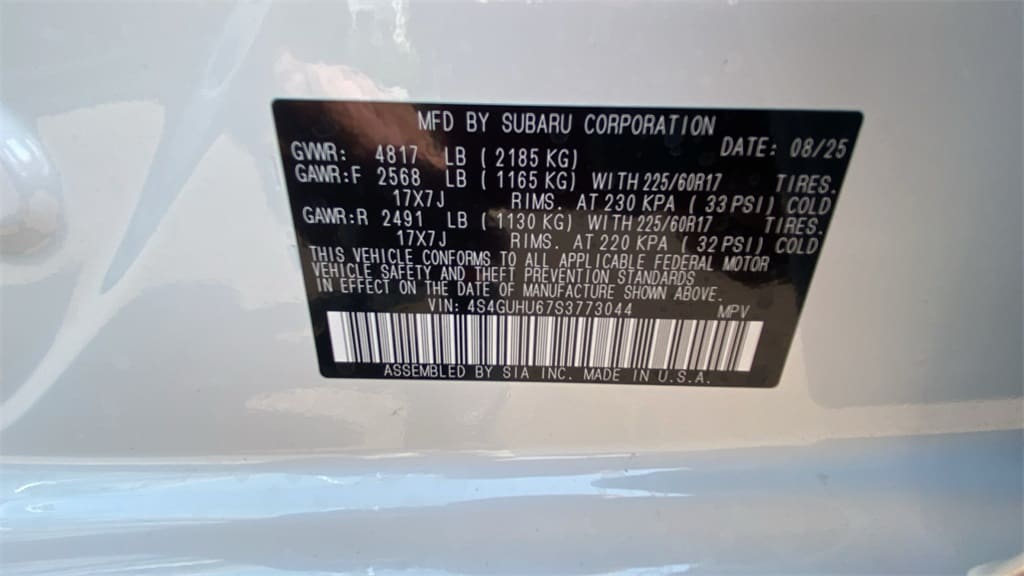 MFD BY SUBARU CORPORATION
DATE: 08/25
GVWR: 4817 LB ( 2185 KG)
GAWR:F 2568 LB ( 1165 KG) WITH 225/60R17 TIRES.
17X7J RIMS. AT 230 KPA ( 33 PSI) COLD
GAWR:R 2491 LB ( 1130 KG) WITH 225/60R17 TIRES.
17X7J RIMS. AT 220 KPA ( 32 PSI) COLD
THIS VEHICLE CONFORMS TO ALL APPLICABLE FEDERAL MOTOR
VEHICLE SAFETY AND THEFT PREVENTION STANDARDS
IN EFFECT ON THE DATE OF MANUFACTURE SHOWN ABOVE.
VIN: 4S4GUHU67S3773044 MPV
ASSEMBLED BY SIA INC. MADE IN U.S.A.